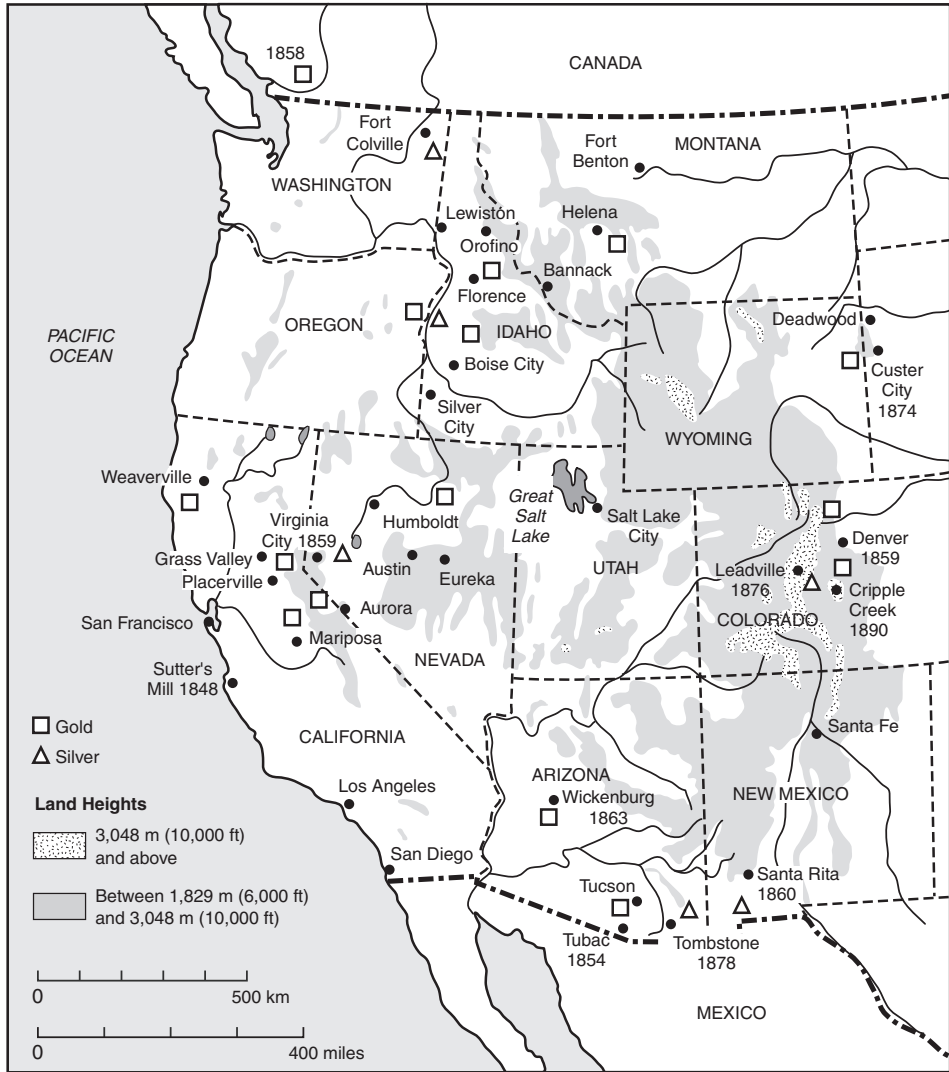 1858
CANADA
Fort
Colville
Fort
Benton
MONTANA
WASHINGTON
Lewistón
Orofino
Helena
Florence
Bannack
PACIFIC
OCEAN
OREGON
IDAHO
Deadwood
Boise City
Custer
City
1874
Silver
City
WYOMING
Weaverville
Great
Salt
Lake
Salt Lake
City
Humboldt
Virginia
City 1859
Denver
1859
Grass Valley
Placerville
Austin
Eureka
UTAH
Leadville
1876
Cripple
Creek
1890
COLORADO
Aurora
San Francisco
Mariposa
NEVADA
Sutter's
Mill 1848
Santa Fe
Gold
Silver
CALIFORNIA
Los Angeles
ARIZONA
Wickenburg
1863
NEW MEXICO
Land Heights
3,048 m (10,000 ft)
and above
San Diego
Between 1,829 m (6,000 ft)
and 3,048 m (10,000 ft)
Santa Rita
1860
Tucson
Tubac
1854
Tombstone
1878
0
500 km
MEXICO
0
400 miles